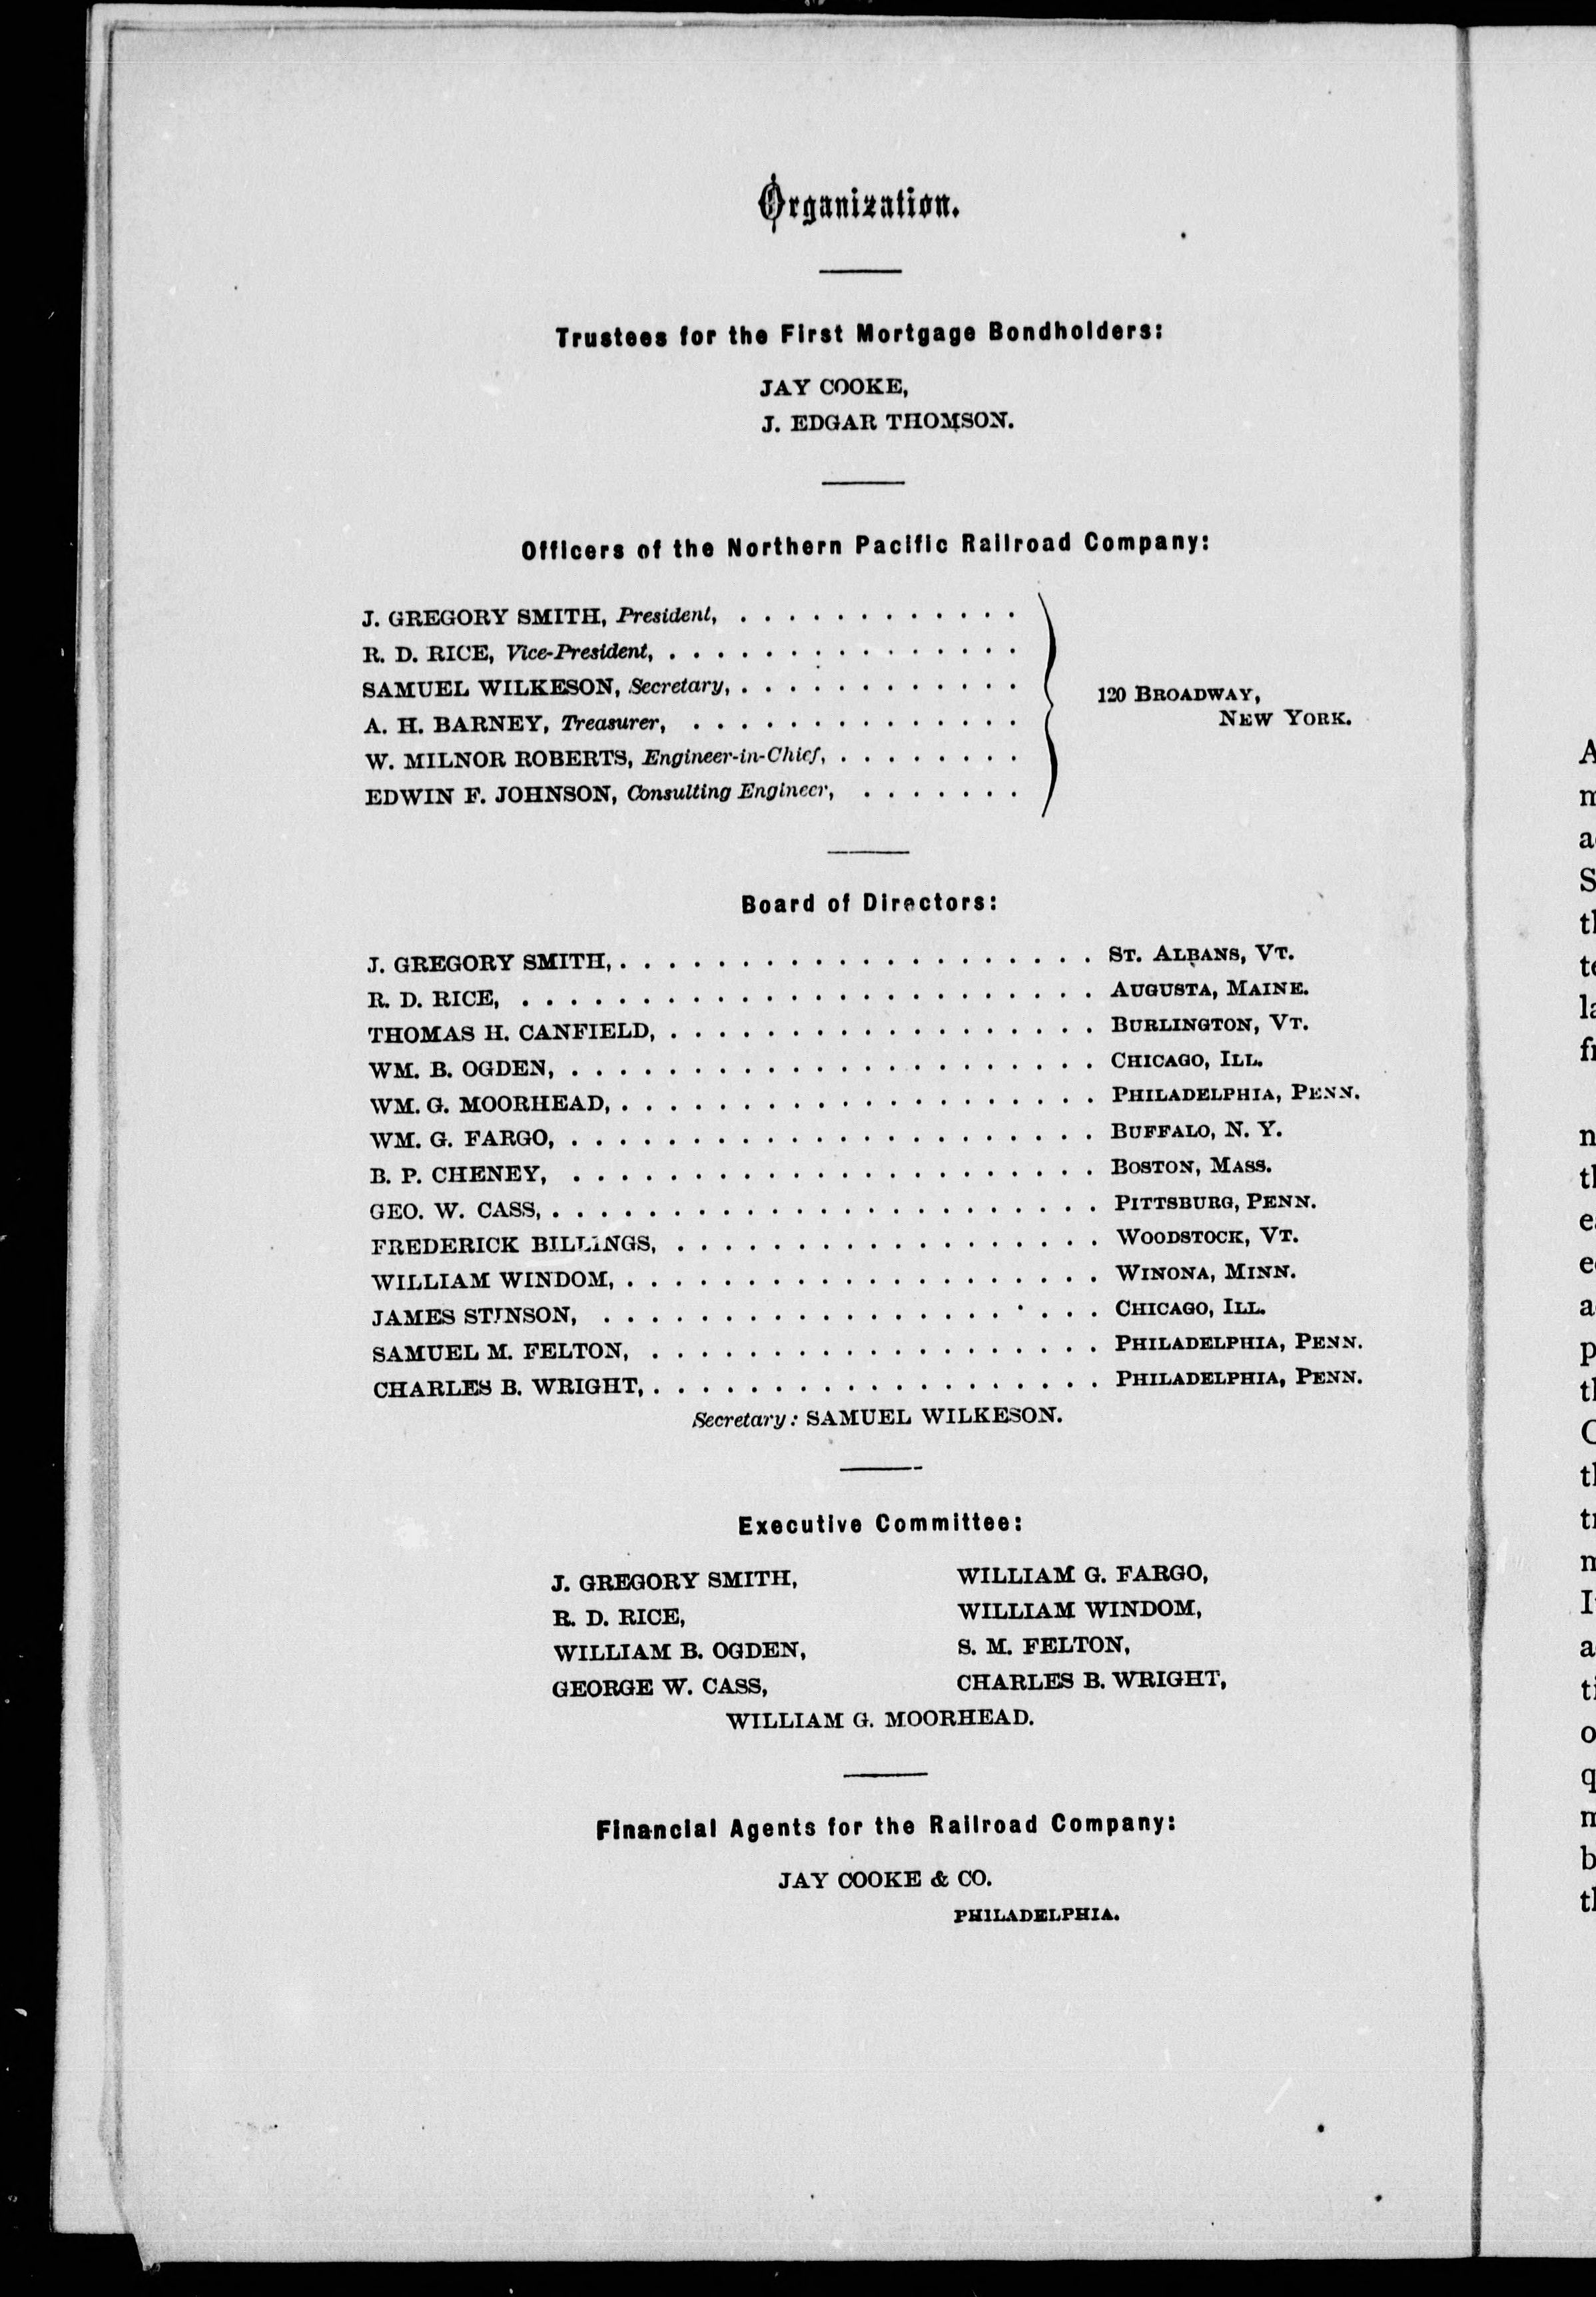 Organization.
Trustees for the First Mortgage Bondholders:
JAY COOKE,
J. EDGAR THOMSON.
Officers of the Northern Pacific Railroad Company:
J. GREGORY SMITH, President, . . . . . . . . . . . .
R. D. RICE, Vice-President, . . . . . . . . . . . . . . .
SAMUEL WILKESON, Secretary, . . . . . . . . . . . .
120 BROADWAY,
A. H. BARNEY, Treasurer, . . . . . . . . . . . . . .
NEW YORK.
W. MILNOR ROBERTS, Engineer-in-Chief, . . . . . . . .
EDWIN F. JOHNSON, Consulting Engineer, . . . . . . .
Board of Directors:
J. GREGORY SMITH, . . . . . . . . . . . . . . . . . . . . ST. ALBANS, VT.
R. D. RICE, . . . . . . . . . . . . . . . . . . . . . . . . AUGUSTA, MAINE.
THOMAS H. CANFIELD, . . . . . . . . . . . . . . . . . . BURLINGTON, VT.
WM. B. OGDEN, . . . . . . . . . . . . . . . . . . . . . . CHICAGO, ILL.
WM. G. MOORHEAD, . . . . . . . . . . . . . . . . . . . . PHILADELPHIA, PENN.
WM. G. FARGO, . . . . . . . . . . . . . . . . . . . . . . BUFFALO, N. Y.
B. P. CHENEY, . . . . . . . . . . . . . . . . . . . . . . BOSTON, MASS.
GEO. W. CASS, . . . . . . . . . . . . . . . . . . . . . . . PITTSBURG, PENN.
FREDERICK BILLINGS, . . . . . . . . . . . . . . . . . . WOODSTOCK, VT.
WILLIAM WINDOM, . . . . . . . . . . . . . . . . . . . . WINONA, MINN.
JAMES STINSON, . . . . . . . . . . . . . . . . . . . . . CHICAGO, ILL.
SAMUEL M. FELTON, . . . . . . . . . . . . . . . . . . . PHILADELPHIA, PENN.
CHARLES B. WRIGHT, . . . . . . . . . . . . . . . . . . . PHILADELPHIA, PENN.
Secretary: SAMUEL WILKESON.
Executive Committee:
J. GREGORY SMITH, WILLIAM G. FARGO,
R. D. RICE, WILLIAM WINDOM,
WILLIAM B. OGDEN, S. M. FELTON,
GEORGE W. CASS, CHARLES B. WRIGHT,
WILLIAM G. MOORHEAD.
Financial Agents for the Railroad Company:
JAY COOKE & CO.
PHILADELPHIA.